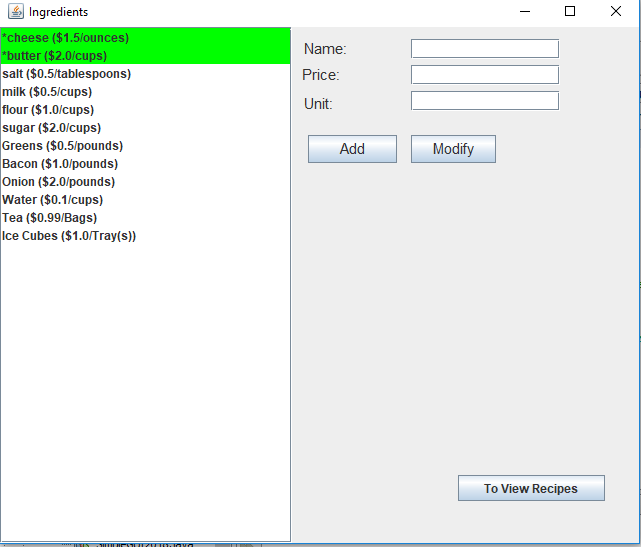 Ingredients
*cheese ($1.5/ounces)
*butter ($2.0/cups)
salt ($0.5/tablespoons)
milk ($0.5/cups)
flour ($1.0/cups)
sugar ($2.0/cups)
Greens ($0.5/pounds)
Bacon ($1.0/pounds)
Onion ($2.0/pounds)
Water ($0.1/cups)
Tea ($0.99/Bags)
Ice Cubes ($1.0/Tray(s))
Name:
Price:
Unit:
Add
Modify
To View Recipes